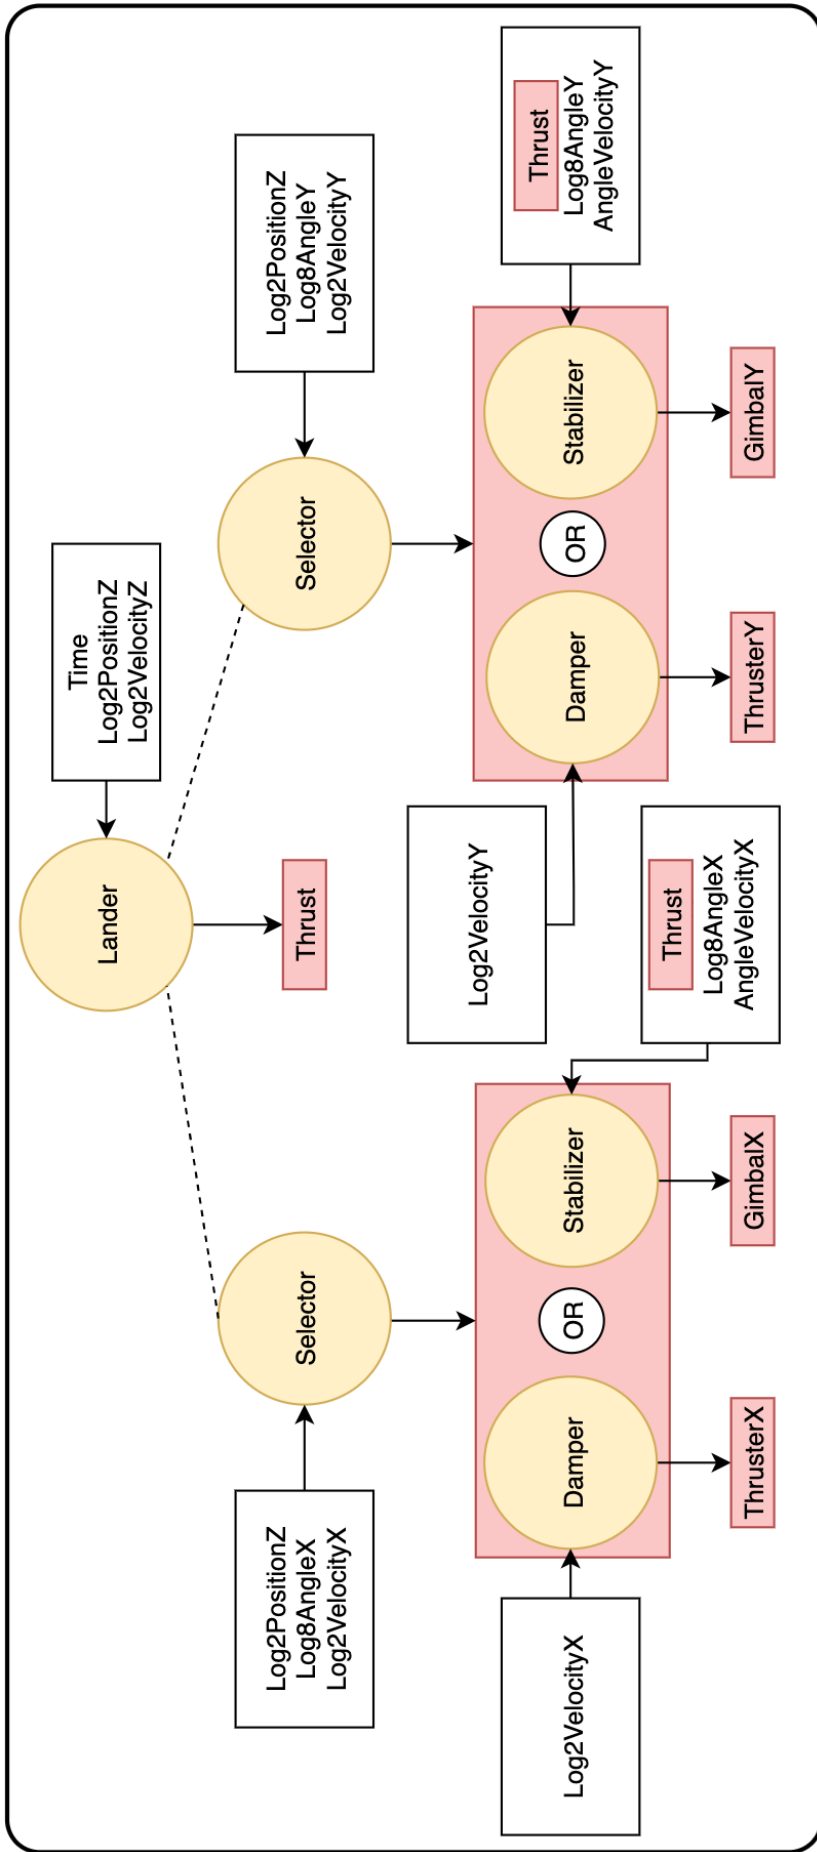 Time
Log2PositionZ
Log2VelocityZ
Lander
Thrust
Log2PositionZ
Log8AngleX
Log2VelocityX
Selector
Selector
Log2PositionZ
Log8AngleY
Log2VelocityY
Log2VelocityX
Damper
OR
Stabilizer
Thrust
Log8AngleX
AngleVelocityX
ThrusterX
GimbalX
Log2VelocityY
Damper
OR
Stabilizer
Thrust
Log8AngleY
AngleVelocityY
ThrusterY
GimbalY